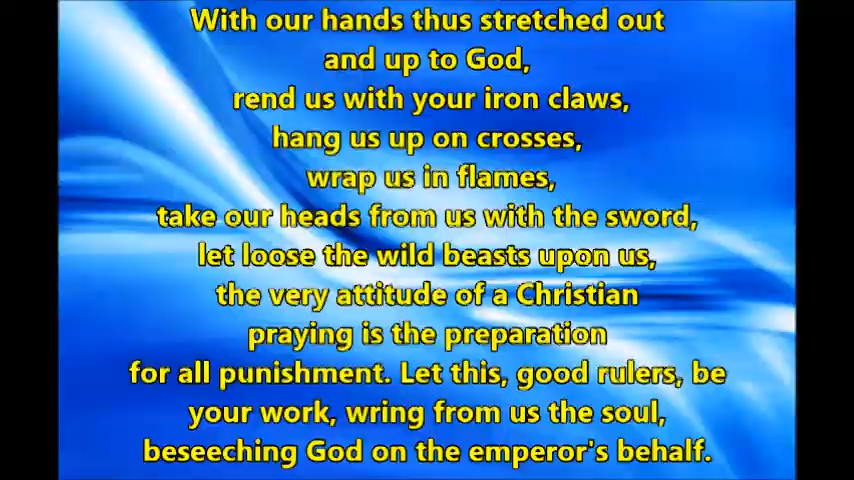 With our hands thus stretched out
and up to God,
rend us with your iron claws,
hang us up on crosses,
wrap us in flames,
take our heads from us with the sword,
let loose the wild beasts upon us,
the very attitude of a Christian
praying is the preparation
for all punishment. Let this, good rulers, be
your work, wring from us the soul,
beseeching God on the emperor's behalf.